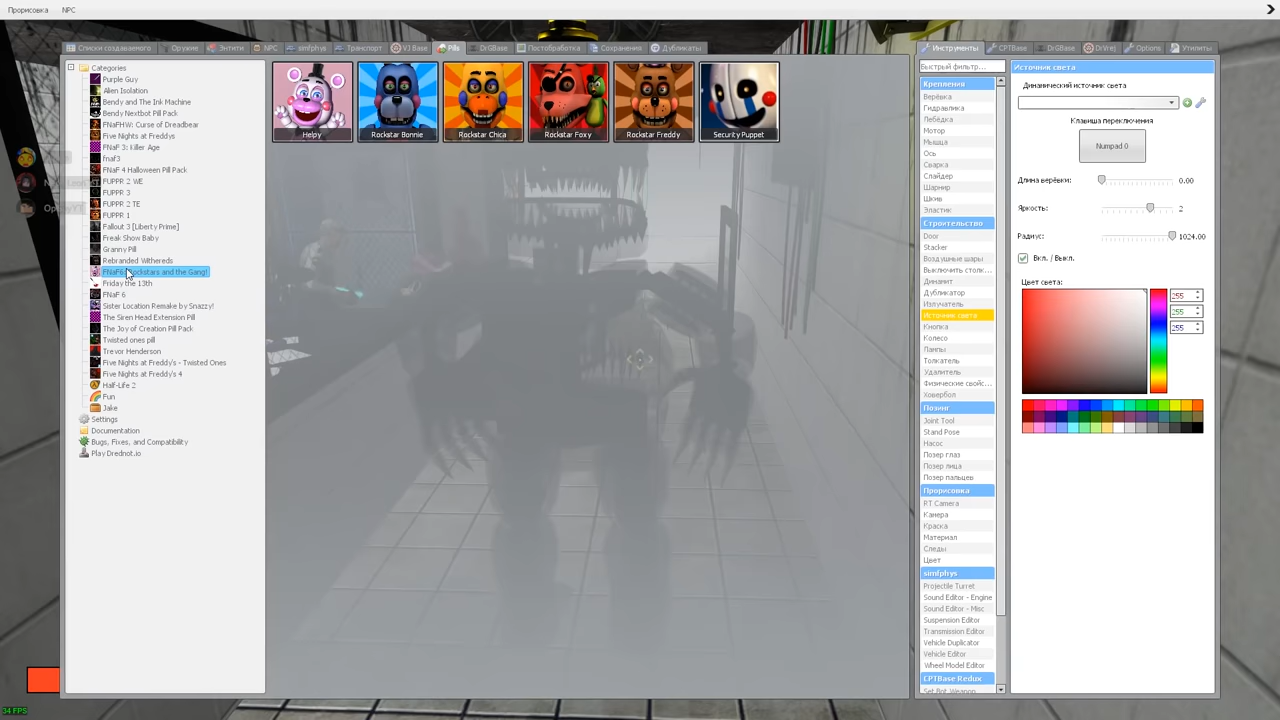 Прорисовка NPC
Списки создаваемого Оружие Энтити NPC simfphys Транспорт VJ Base Pills DrGBase Постобработка Сохранения Дубликаты
Инструменты CPTBase DrGBase DrVrej Options Утилиты
Categories
Purple Guy
Alien Isolation
Bendy and The Ink Machine
Bendy Nextbot Pill Pack
FNAFHW: Curse of Dreadbear
Five Nights at Freddys
FNaF 3: Killer Age
fnaf3
FNaF 4 Halloween Pill Pack
FUPPR 2 WE
FUPPR 3
FUPPR 2 TE
FUPPR 1
Fallout 3 [Liberty Prime]
Freak Show Baby
Granny Pill
Rebranded Withereds
FNaF6: Rockstars and the Gang!
Friday the 13th
FNaF 6
Sister Location Remake by Snazzy!
The Siren Head Extension Pill
The Joy of Creation Pill Pack
Twisted ones pill
Trevor Henderson
Five Nights at Freddy's - Twisted Ones
Five Nights at Freddy's 4
Half-Life 2
Fun
Jake
Settings
Documentation
Bugs, Fixes, and Compatibility
Play Drednot.io
Helpy Rockstar Bonnie Rockstar Chica Rockstar Foxy Rockstar Freddy Security Puppet
Быстрый фильтр...
Крепления
Верёвка
Гидравлика
Лебёдка
Мотор
Мышца
Ось
Сварка
Слайдер
Шарнир
Шкив
Эластик
Строительство
Door
Stacker
Воздушные шары
Выключить столк...
Динамит
Дубликатор
Излучатель
Источник света
Кнопка
Колесо
Лампы
Толкатель
Удалитель
Физические свойс...
Ховербол
Позинг
Joint Tool
Stand Pose
Насос
Позер глаз
Позер лица
Позер пальцев
Прорисовка
RT Camera
Камера
Краска
Материал
Следы
Цвет
simfphys
Projectile Turret
Sound Editor - Engine
Sound Editor - Misc
Suspension Editor
Transmission Editor
Vehicle Duplicator
Vehicle Editor
Wheel Model Editor
CPTBase Redux
Set Bot Weapon
Источник света
Динамический источник света
Клавиша переключения
Numpad 0
Длина верёвки: 0.00
Яркость: 2
Радиус: 1024.00
Вкл. / Выкл.
Цвет света:
255
255
255
34 FPS